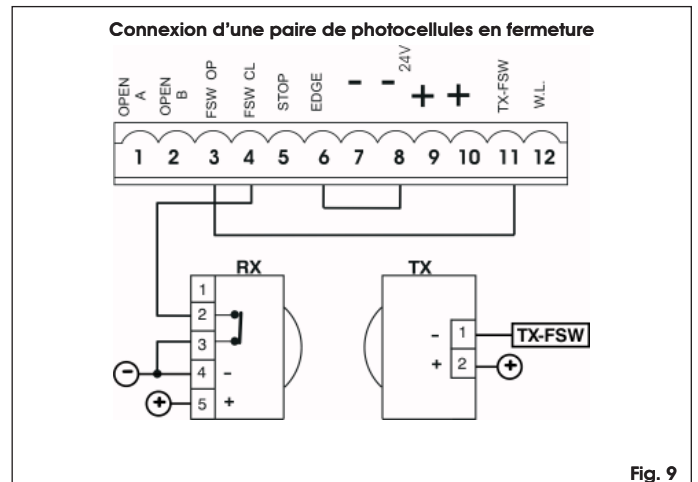 Connexion d'une paire de photocellules en fermeture
OPEN A
OPEN B
FSW OP
FSW CL
STOP
EDGE
- - 24V + +
TX-FSW
W.L.
1 2 3 4 5 6 7 8 9 10 11 12
RX
1
2
3
4 -
5 +
-
+
TX
- 1 TX-FSW
+ 2 +
Fig. 9